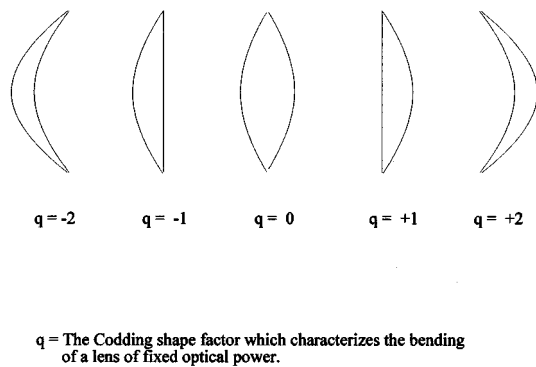 q = -2 q = -1 q = 0 q = +1 q = +2
q = The Codding shape factor which characterizes the bending
of a lens of fixed optical power.